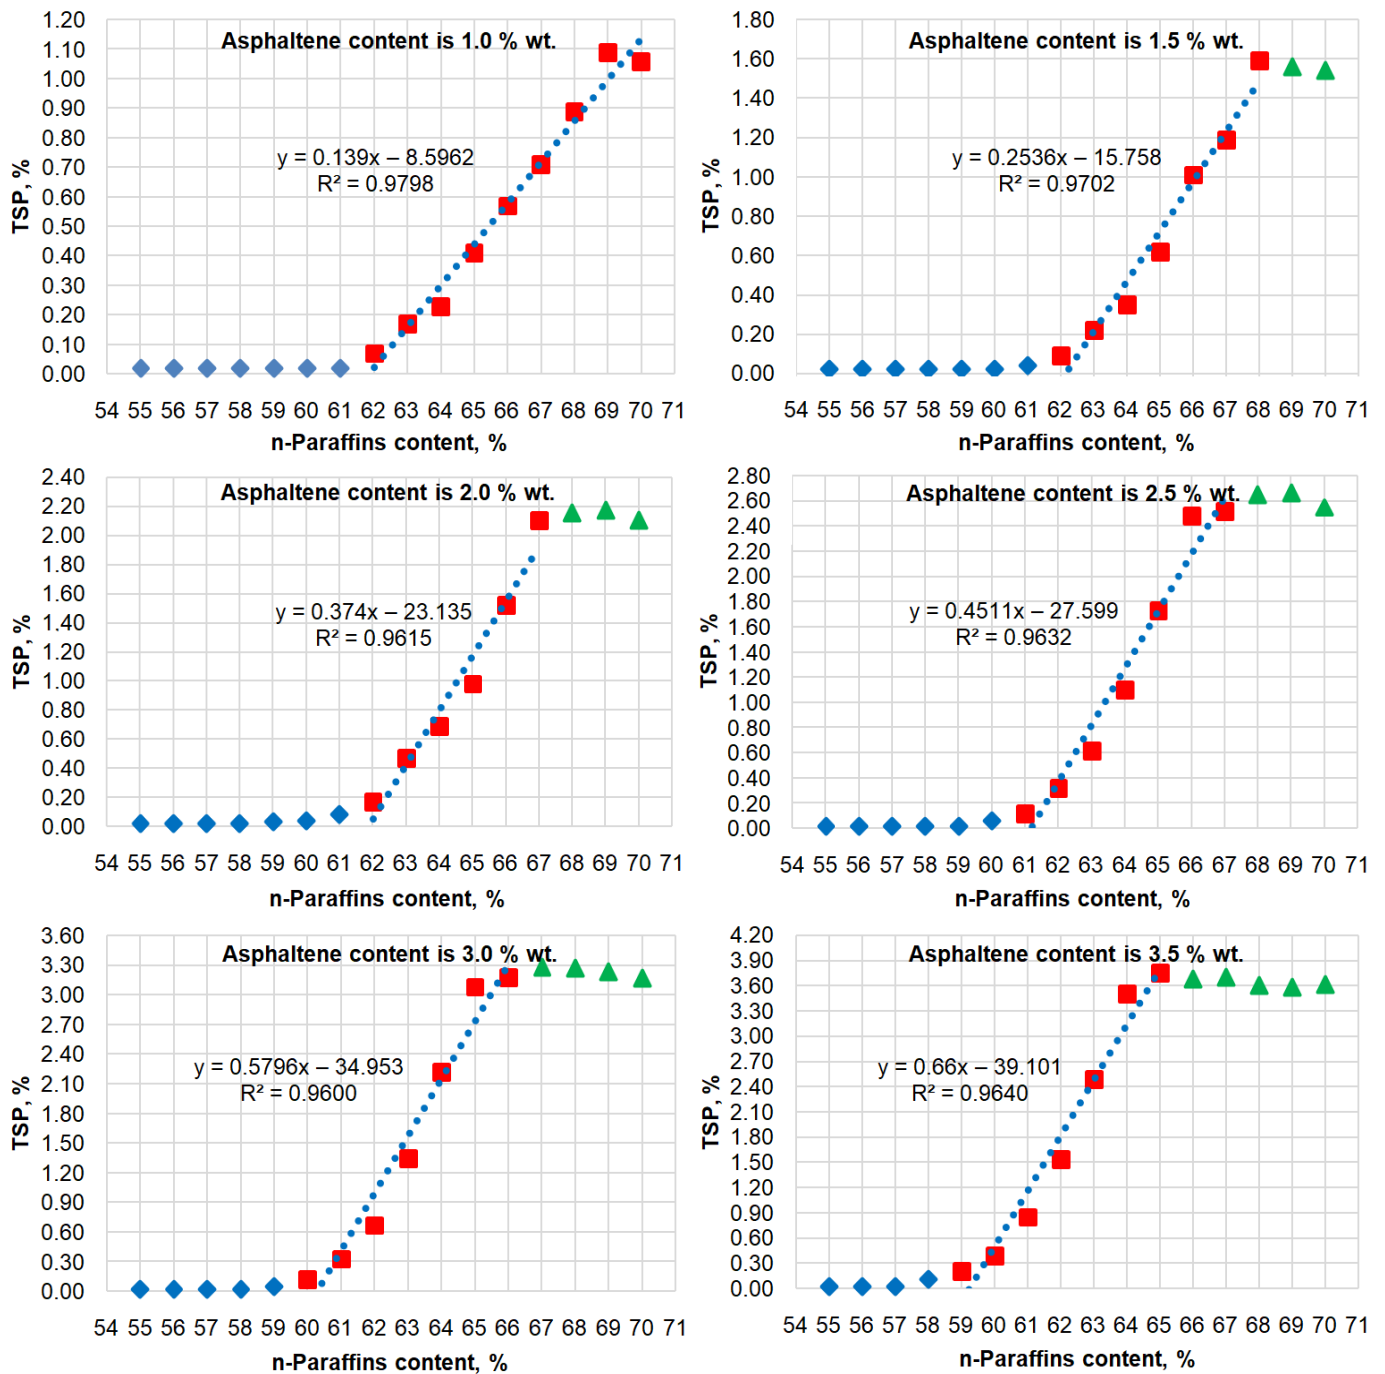 Asphaltene content is 1.0 % wt.
1.20
1.10
1.00
0.90
0.80
0.70
0.60
0.50
0.40
0.30
0.20
0.10
0.00
TSP, %
y = 0.139x – 8.5962
R² = 0.9798
54 55 56 57 58 59 60 61 62 63 64 65 66 67 68 69 70 71
n-Paraffins content, %
Asphaltene content is 1.5 % wt.
1.80
1.60
1.40
1.20
1.00
0.80
0.60
0.40
0.20
0.00
TSP, %
y = 0.2536x – 15.758
R² = 0.9702
54 55 56 57 58 59 60 61 62 63 64 65 66 67 68 69 70 71
n-Paraffins content, %
Asphaltene content is 2.0 % wt.
2.40
2.20
2.00
1.80
1.60
1.40
1.20
1.00
0.80
0.60
0.40
0.20
0.00
TSP, %
y = 0.374x – 23.135
R² = 0.9615
54 55 56 57 58 59 60 61 62 63 64 65 66 67 68 69 70 71
n-Paraffins content, %
Asphaltene content is 2.5 % wt.
2.80
2.60
2.40
2.20
2.00
1.80
1.60
1.40
1.20
1.00
0.80
0.60
0.40
0.20
0.00
TSP, %
y = 0.4511x – 27.599
R² = 0.9632
54 55 56 57 58 59 60 61 62 63 64 65 66 67 68 69 70 71
n-Paraffins content, %
Asphaltene content is 3.0 % wt.
3.60
3.30
3.00
2.70
2.40
2.10
1.80
1.50
1.20
0.90
0.60
0.30
0.00
TSP, %
y = 0.5796x – 34.953
R² = 0.9600
54 55 56 57 58 59 60 61 62 63 64 65 66 67 68 69 70 71
n-Paraffins content, %
Asphaltene content is 3.5 % wt.
4.20
3.90
3.60
3.30
3.00
2.70
2.40
2.10
1.80
1.50
1.20
0.90
0.60
0.30
0.00
TSP, %
y = 0.66x – 39.101
R² = 0.9640
54 55 56 57 58 59 60 61 62 63 64 65 66 67 68 69 70 71
n-Paraffins content, %